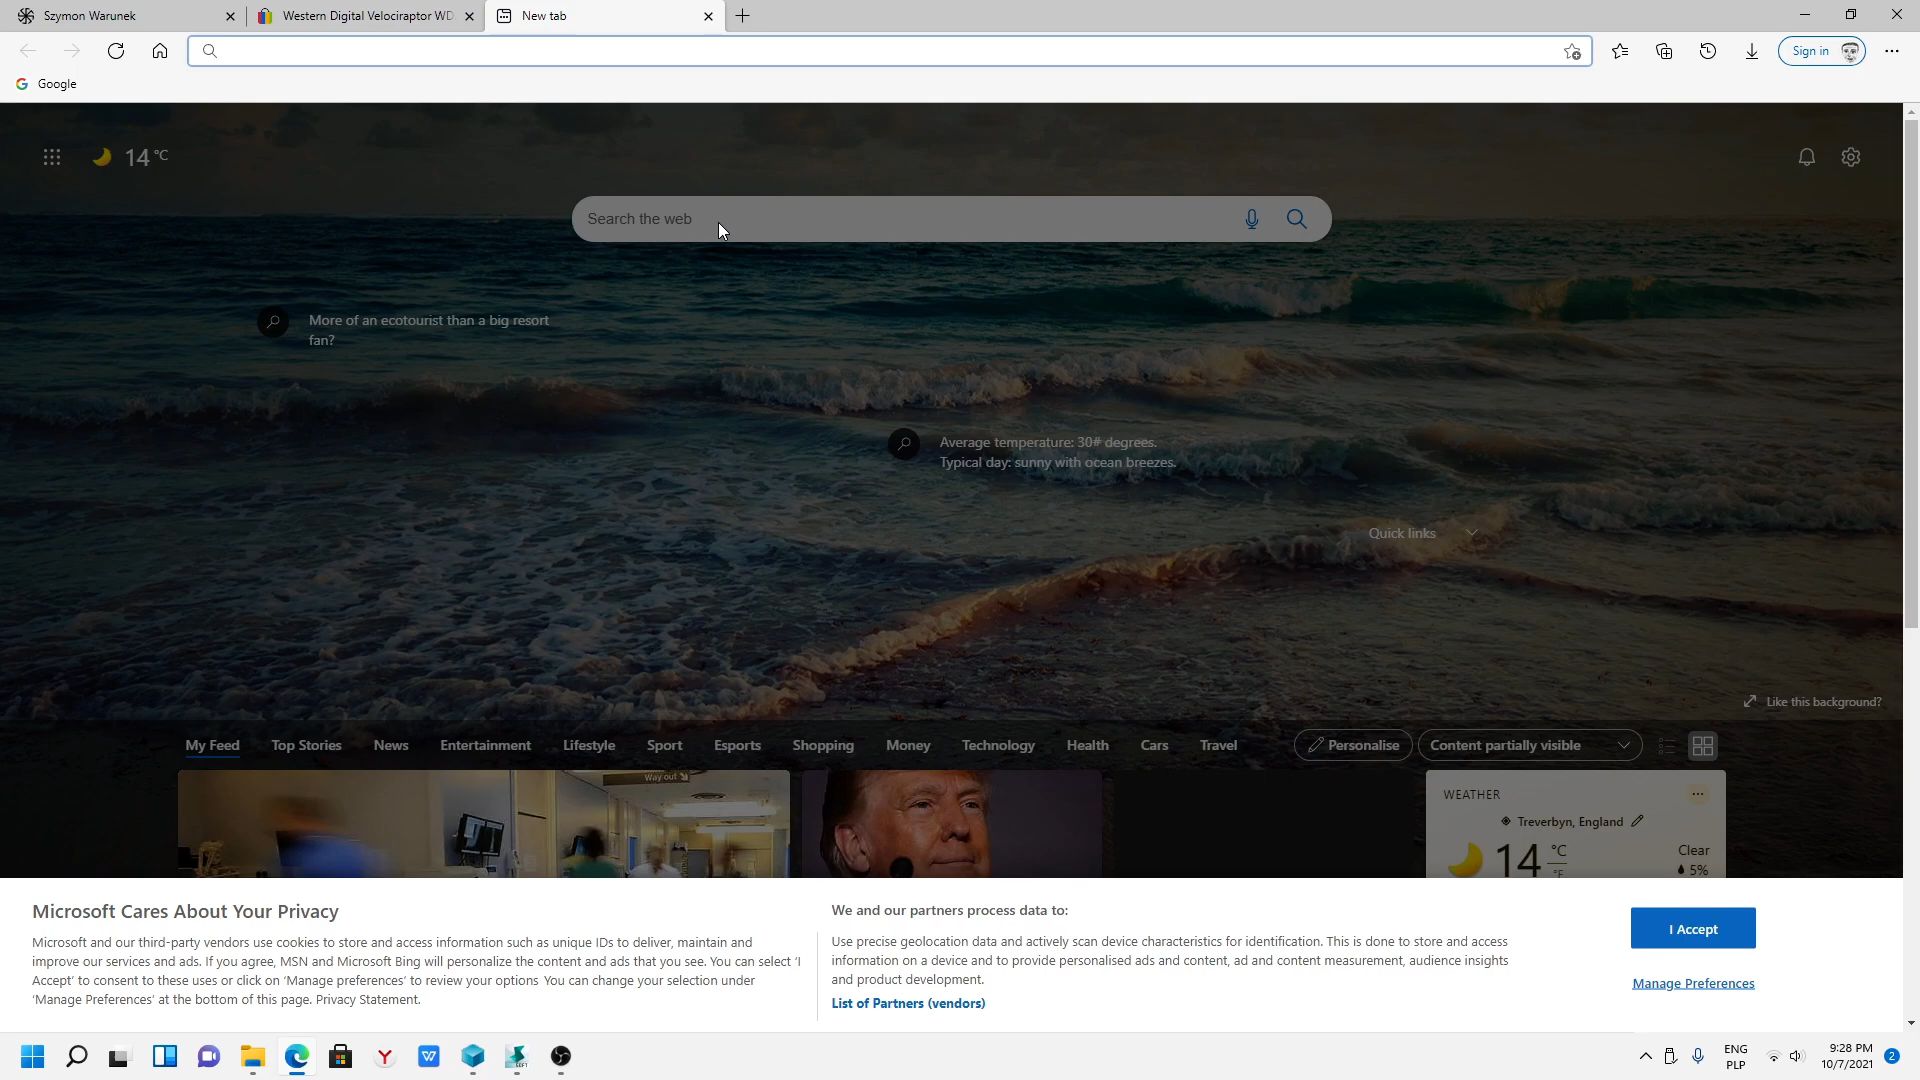 Szymon Warunek
Western Digital Velociraptor WD
New tab
Sign in
Google
14 °C
Search the web
More of an ecotourist than a big resort
fan?
Average temperature: 30# degrees.
Typical day: sunny with ocean breezes.
Quick links
Like this background?
My Feed Top Stories News Entertainment Lifestyle Sport Esports Shopping Money Technology Health Cars Travel Personalise Content partially visible
Way out
WEATHER
Treverbyn, England
14 °C
°F
Clear
5%
Microsoft Cares About Your Privacy
Microsoft and our third-party vendors use cookies to store and access information such as unique IDs to deliver, maintain and
improve our services and ads. If you agree, MSN and Microsoft Bing will personalize the content and ads that you see. You can select 'I
Accept' to consent to these uses or click on 'Manage preferences' to review your options You can change your selection under
'Manage Preferences' at the bottom of this page. Privacy Statement.
We and our partners process data to:
Use precise geolocation data and actively scan device characteristics for identification. This is done to store and access
information on a device and to provide personalised ads and content, ad and content measurement, audience insights
and product development.
List of Partners (vendors)
I Accept
Manage Preferences
ENG
PLP
9:28 PM
10/7/2021
2